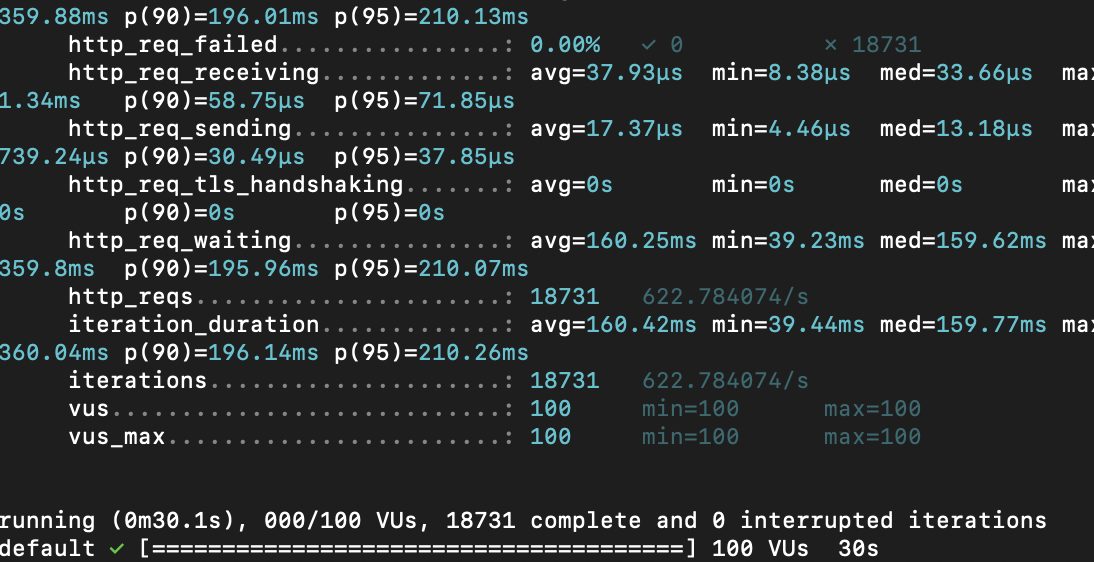 359.88ms p(90)=196.01ms p(95)=210.13ms
http_req_failed................: 0.00% ✓ 0 ✗ 18731
http_req_receiving.............: avg=37.93µs min=8.38µs med=33.66µs max
1.34ms p(90)=58.75µs p(95)=71.85µs
http_req_sending...............: avg=17.37µs min=4.46µs med=13.18µs max
739.24µs p(90)=30.49µs p(95)=37.85µs
http_req_tls_handshaking.......: avg=0s min=0s med=0s max
0s p(90)=0s p(95)=0s
http_req_waiting...............: avg=160.25ms min=39.23ms med=159.62ms max
359.8ms p(90)=195.96ms p(95)=210.07ms
http_reqs......................: 18731 622.784074/s
iteration_duration.............: avg=160.42ms min=39.44ms med=159.77ms max
360.04ms p(90)=196.14ms p(95)=210.26ms
iterations.....................: 18731 622.784074/s
vus............................: 100 min=100 max=100
vus_max........................: 100 min=100 max=100
running (0m30.1s), 000/100 VUs, 18731 complete and 0 interrupted iterations
default ✓ [======================================] 100 VUs 30s